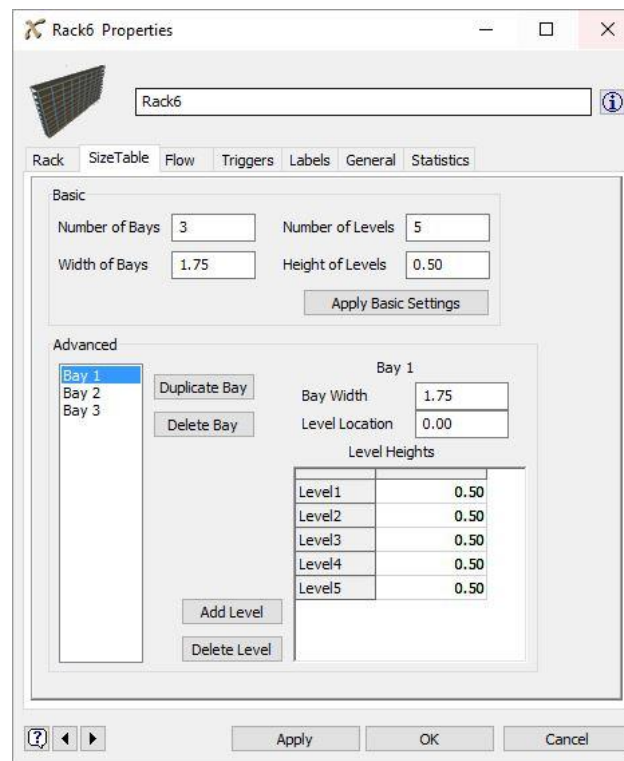 Rack6 Properties
Rack6
Rack SizeTable Flow Triggers Labels General Statistics
Basic
Number of Bays 3 Number of Levels 5
Width of Bays 1.75 Height of Levels 0.50
Apply Basic Settings
Advanced
Bay 1
Bay 2
Bay 3
Duplicate Bay
Delete Bay
Bay 1
Bay Width 1.75
Level Location 0.00
Level Heights
Level1 0.50
Level2 0.50
Level3 0.50
Level4 0.50
Level5 0.50
Add Level
Delete Level
? Apply OK Cancel